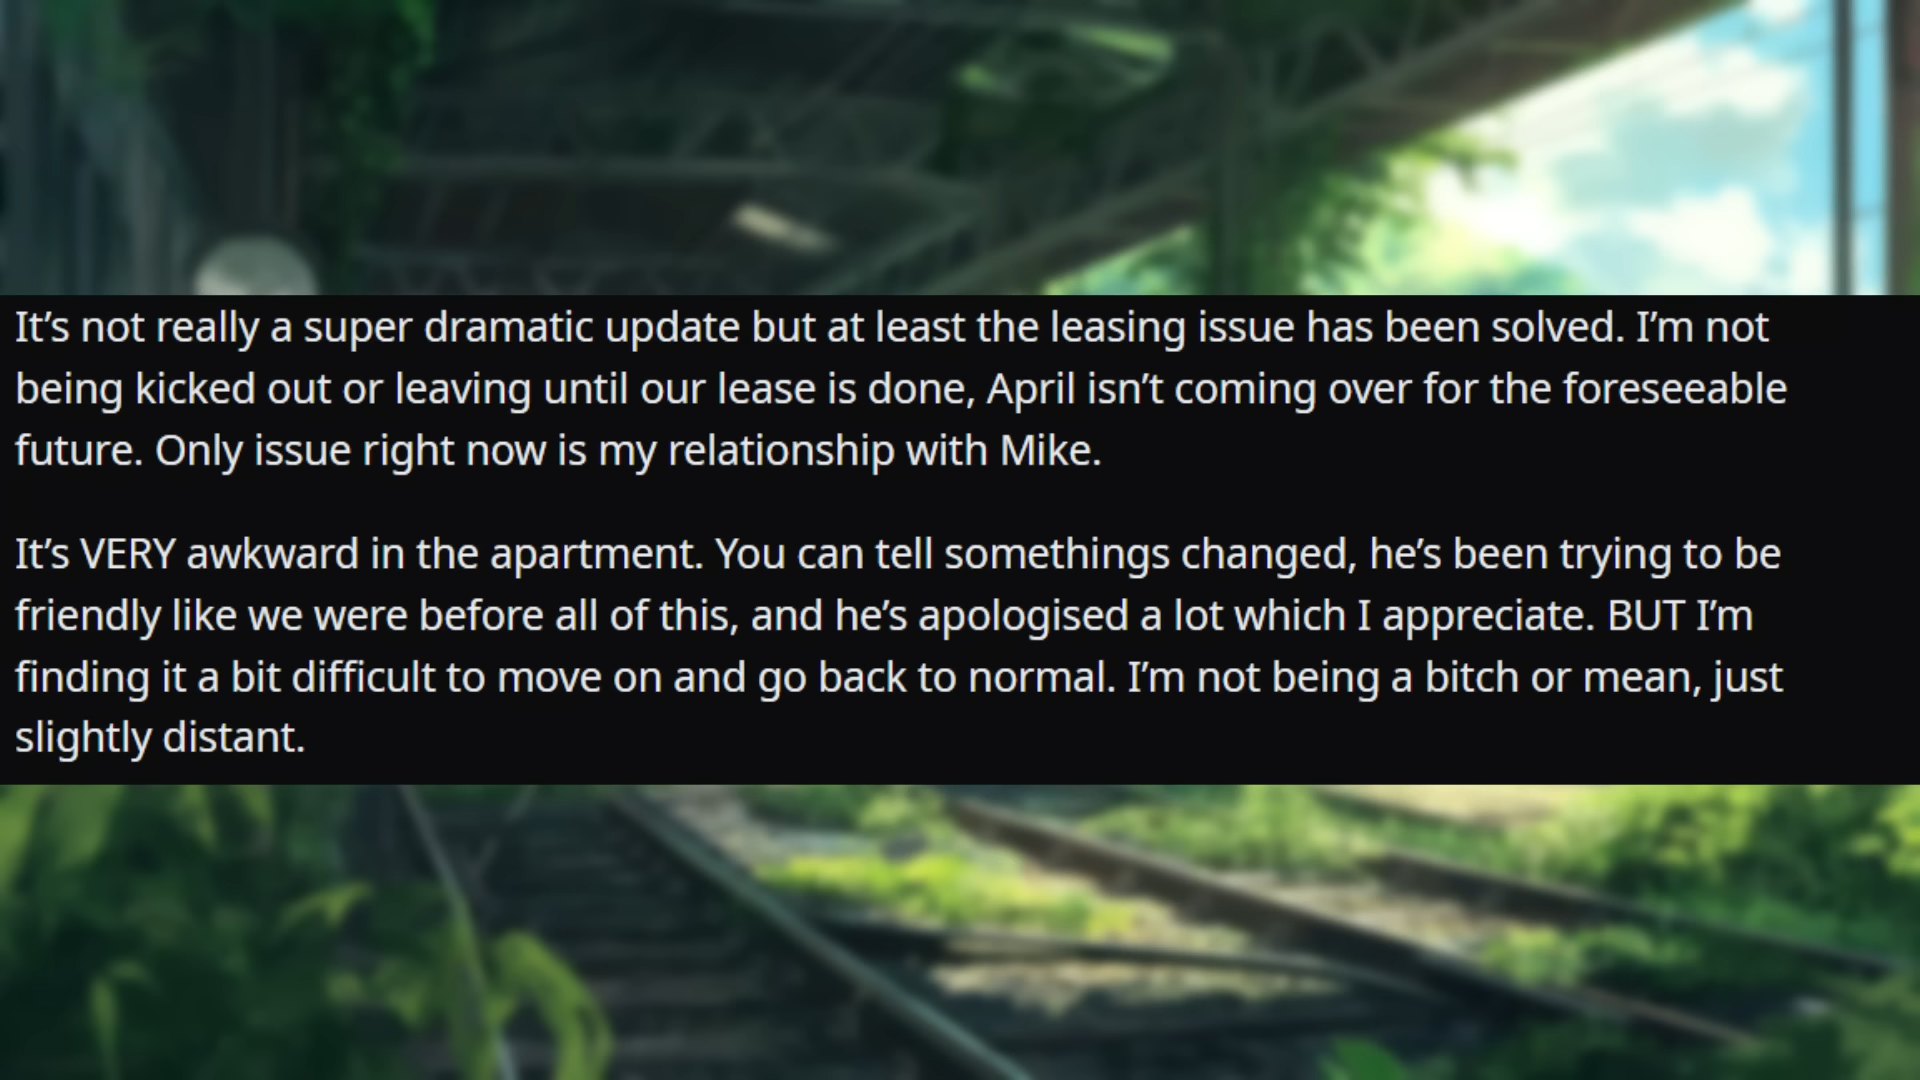 It’s not really a super dramatic update but at least the leasing issue has been solved. I’m not
being kicked out or leaving until our lease is done, April isn’t coming over for the foreseeable
future. Only issue right now is my relationship with Mike.
It’s VERY awkward in the apartment. You can tell somethings changed, he’s been trying to be
friendly like we were before all of this, and he’s apologised a lot which I appreciate. BUT I’m
finding it a bit difficult to move on and go back to normal. I’m not being a bitch or mean, just
slightly distant.